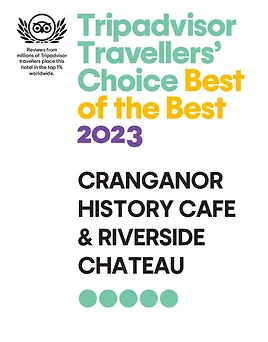 Reviews from
millions of Tripadvisor
travellers place this
hotel in the top 1%
worldwide.
Tripadvisor
Travellers'
Choice Best
of the Best
2023
CRANGANOR
HISTORY CAFE
& RIVERSIDE
CHATEAU